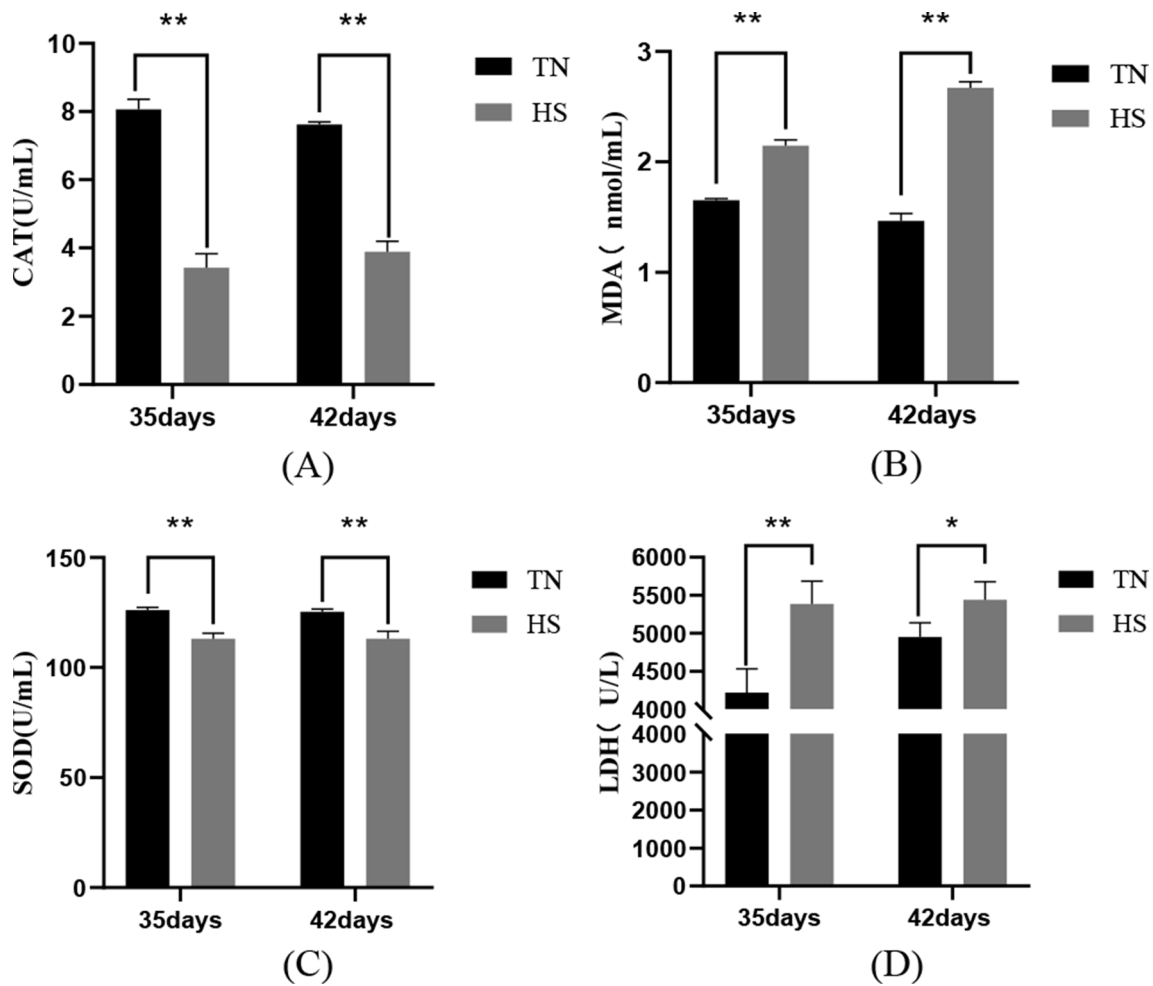 ** **
10
8
6
4
2
0
CAT(U/mL)
TN
HS
35days 42days
(A)
** **
3
2
1
0
MDA( nmol/mL)
TN
HS
35days 42days
(B)
** **
150
100
50
0
SOD(U/mL)
TN
HS
35days 42days
(C)
** *
6000
5500
5000
4500
4000
4000
3000
2000
1000
0
LDH( U/L)
TN
HS
35days 42days
(D)